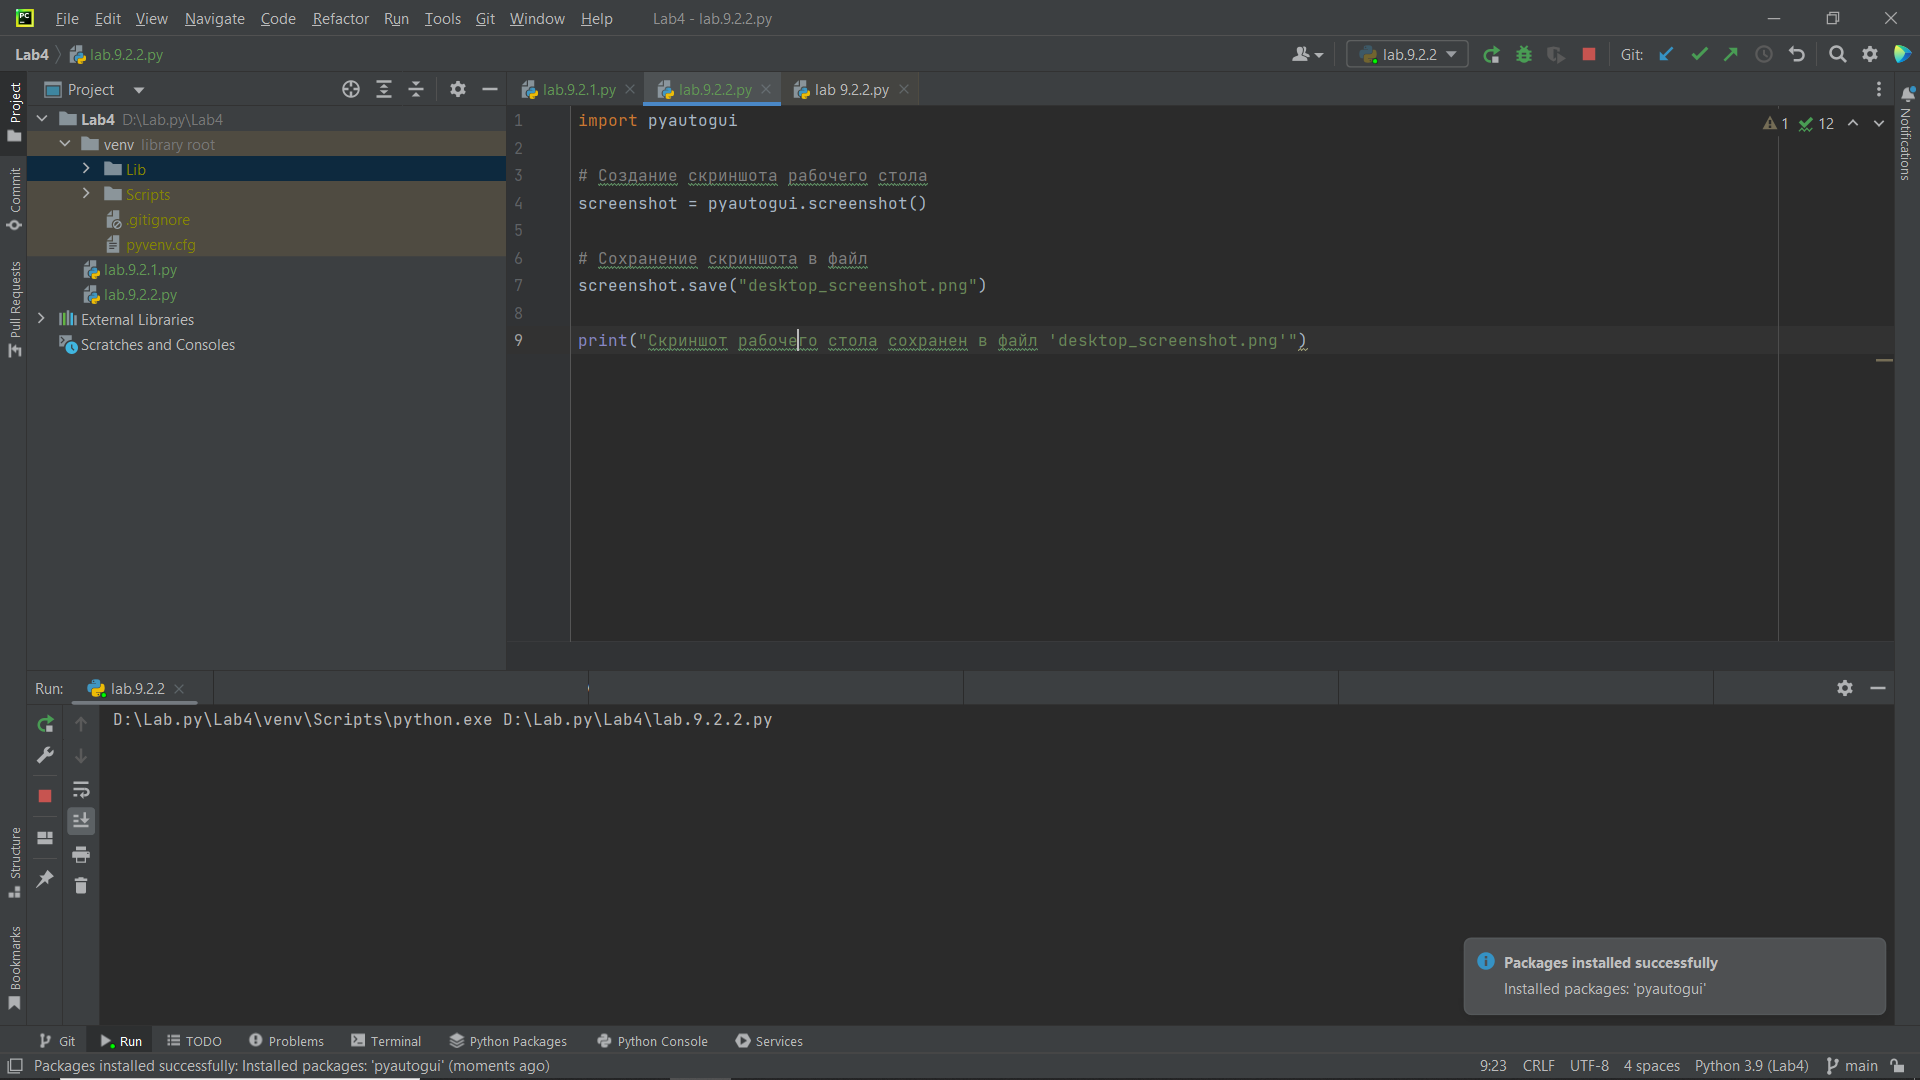 File Edit View Navigate Code Refactor Run Tools Git Window Help Lab4 - lab.9.2.2.py
Lab4 lab.9.2.2.py lab.9.2.2 Git:
Project lab.9.2.1.py lab.9.2.2.py lab 9.2.2.py
Lab4 D:\Lab.py\Lab4
venv library root
Lib
Scripts
.gitignore
pyvenv.cfg
lab.9.2.1.py
lab.9.2.2.py
External Libraries
Scratches and Consoles
Project
Commit
Pull Requests
Structure
Bookmarks
1 import pyautogui
2
3 # Создание скриншота рабочего стола
4 screenshot = pyautogui.screenshot()
5
6 # Сохранение скриншота в файл
7 screenshot.save("desktop_screenshot.png")
8
9 print("Скриншот рабочего стола сохранен в файл 'desktop_screenshot.png'")
1 12
Notifications
Run: lab.9.2.2
D:\Lab.py\Lab4\venv\Scripts\python.exe D:\Lab.py\Lab4\lab.9.2.2.py
Packages installed successfully
Installed packages: 'pyautogui'
Git Run TODO Problems Terminal Python Packages Python Console Services
Packages installed successfully: Installed packages: 'pyautogui' (moments ago) 9:23 CRLF UTF-8 4 spaces Python 3.9 (Lab4) main